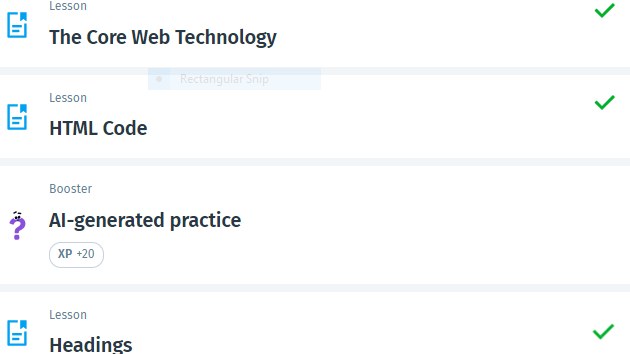 Lesson
The Core Web Technology
Rectangular Snip
Lesson
HTML Code
Booster
AI-generated practice
XP +20
Lesson
Headings